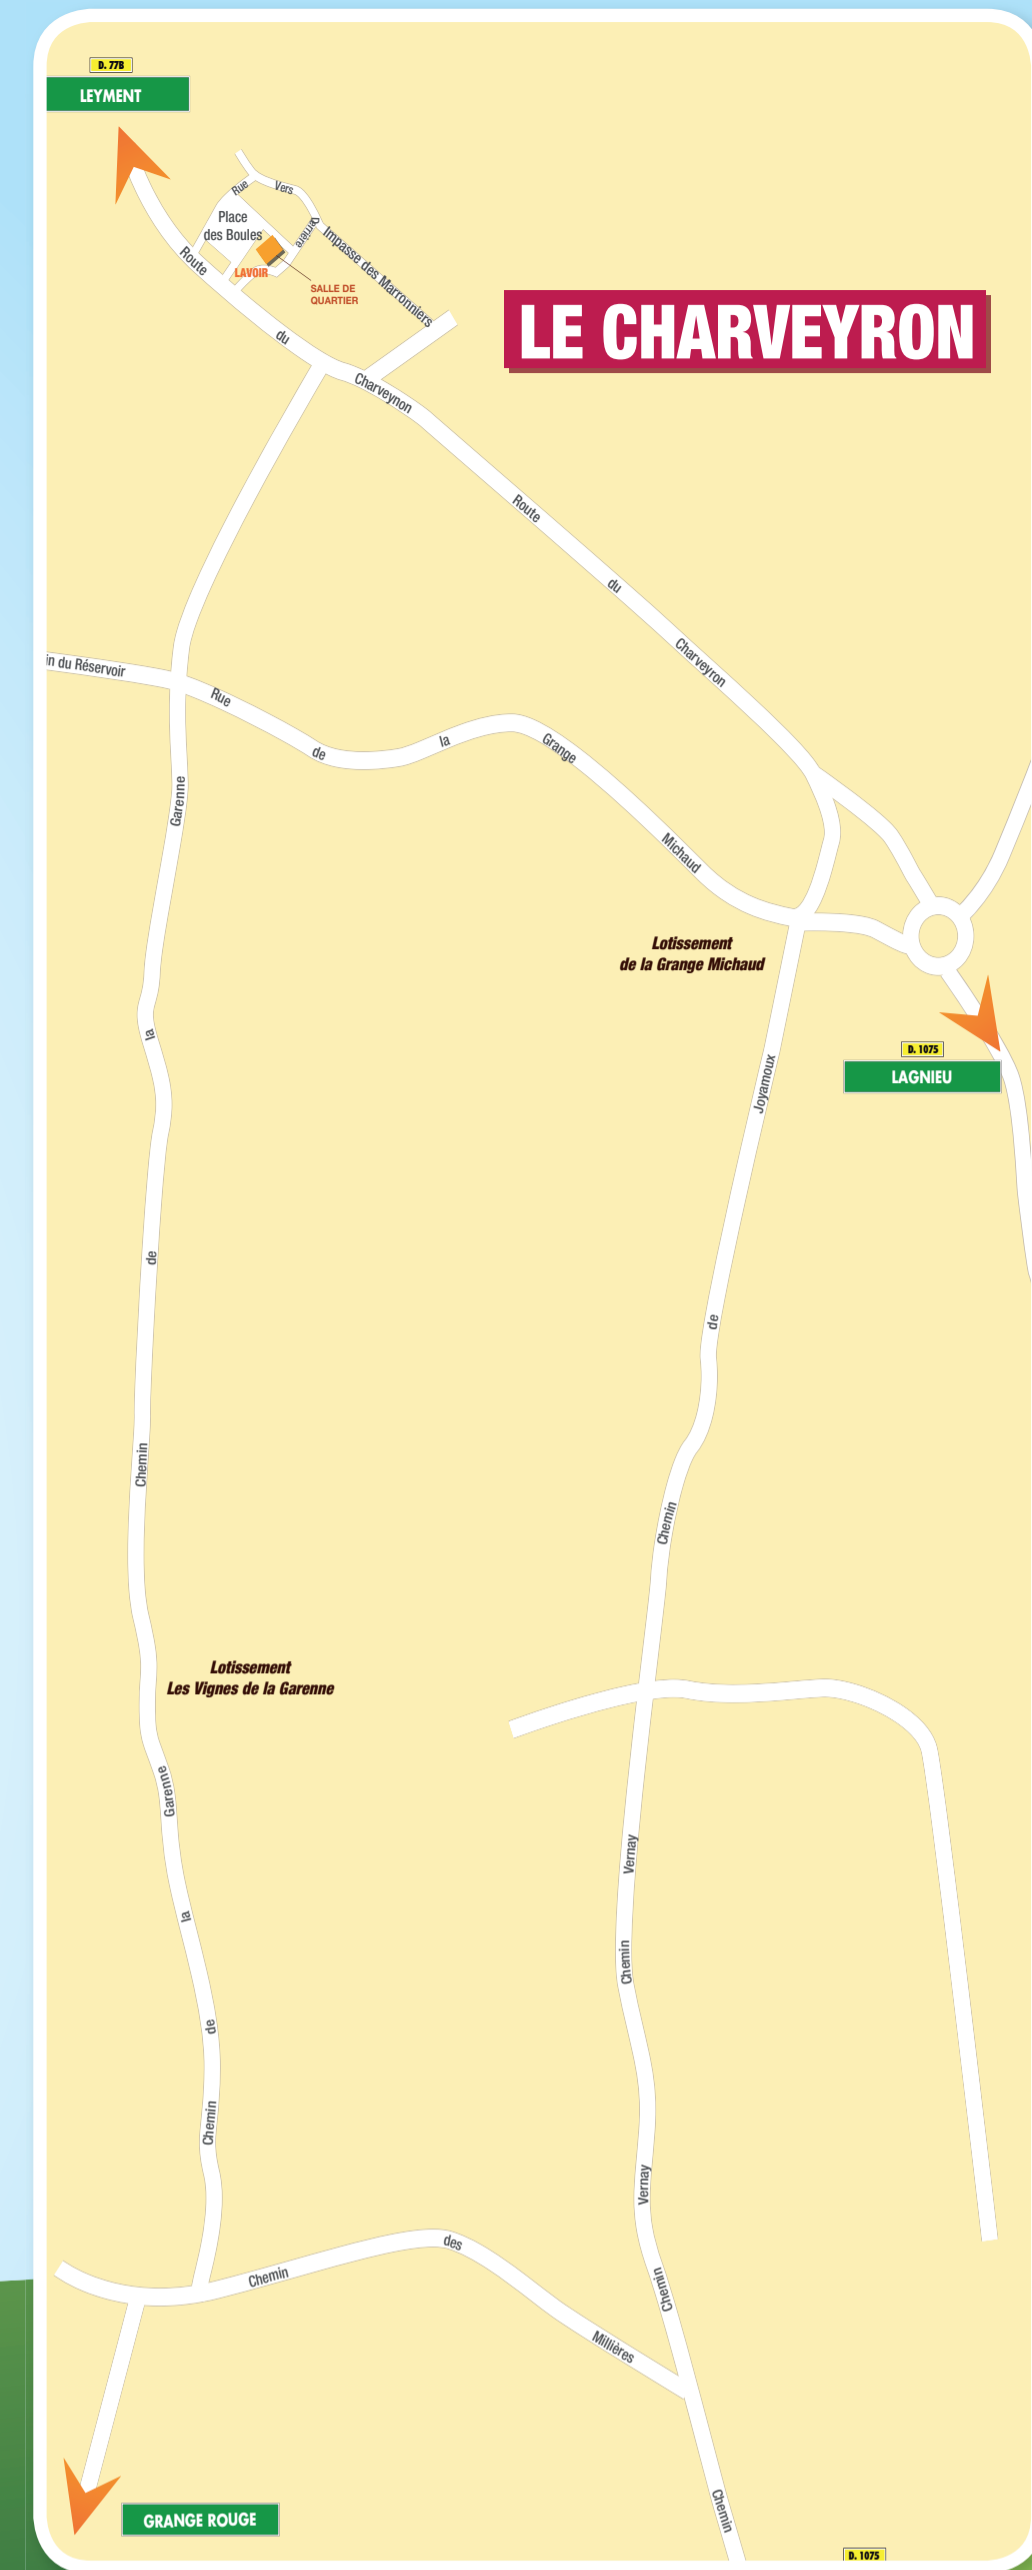 D. 77B
LEYMENT
Rue Vers Derrière
Place
des Boules
LAVOIR
SALLE DE
QUARTIER
Impasse des Marronniers
LE CHARVEYRON
Route du Charveynon
Route du Charveyron
in du Réservoir
Rue de la Grange Michaud
Garenne
la
de
Chemin
Lotissement
de la Grange Michaud
D. 1075
LAGNIEU
Joyamoux
de
Chemin
Lotissement
Les Vignes de la Garenne
Garenne
la
de
Chemin
Vernay
Chemin
Vernay
Chemin
Chemin des Millières
Chemin
GRANGE ROUGE
D. 1075